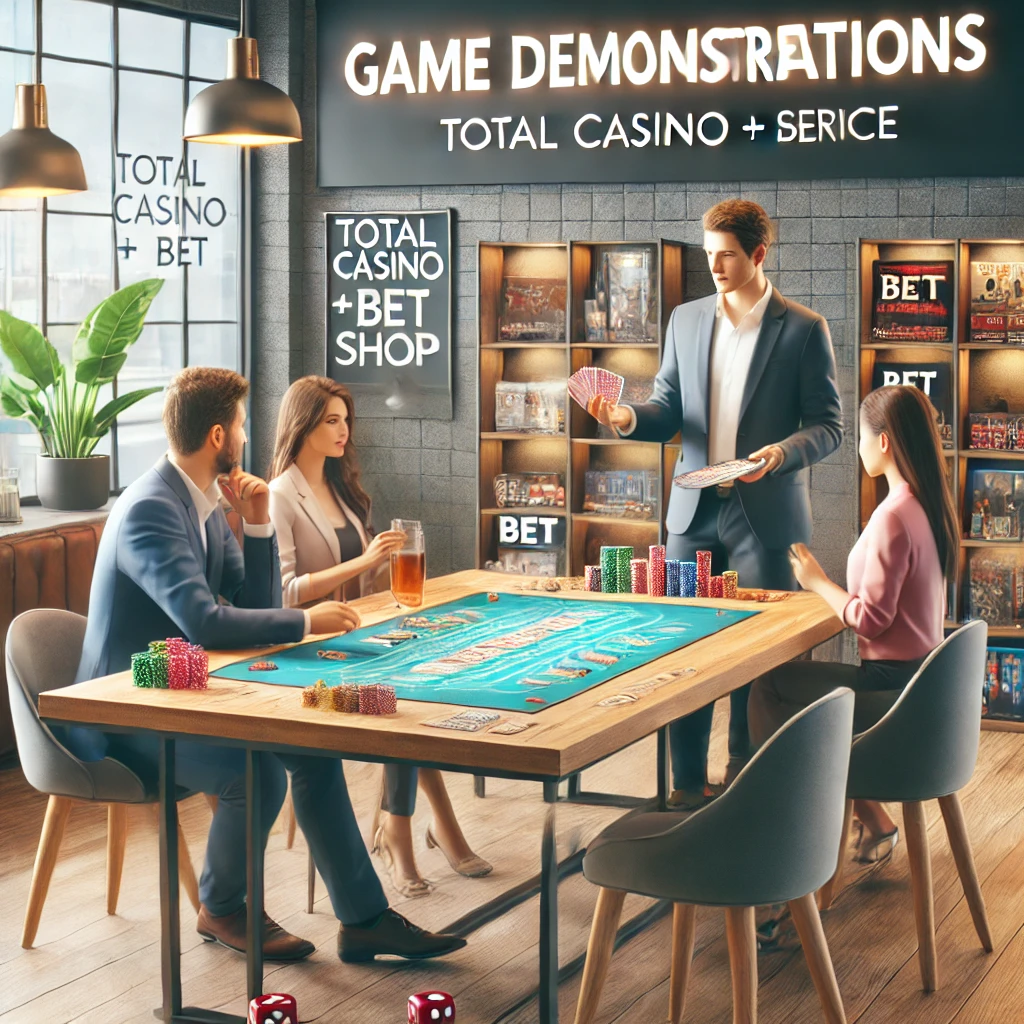 GAME DEMONSTRATIONS
TOTAL CASINO + SERICE
TOTAL
CASINO
+ BET
TOTAL
CASINO
+BET
SHOP
BET
BET
BET